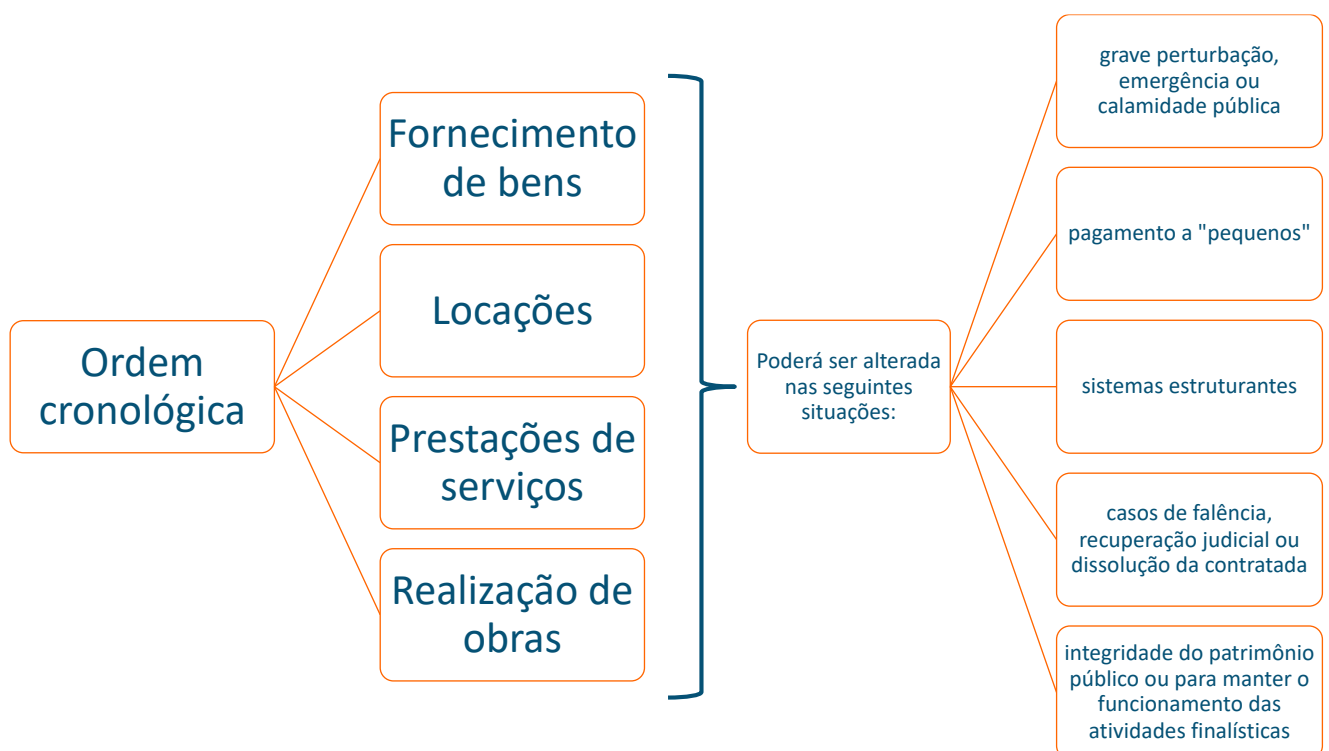 Ordem
cronológica
Fornecimento
de bens
Locações
Prestações de
serviços
Realização de
obras
Poderá ser alterada
nas seguintes
situações:
grave perturbação,
emergência ou
calamidade pública
pagamento a "pequenos"
sistemas estruturantes
casos de falência,
recuperação judicial ou
dissolução da contratada
integridade do patrimônio
público ou para manter o
funcionamento das
atividades finalísticas